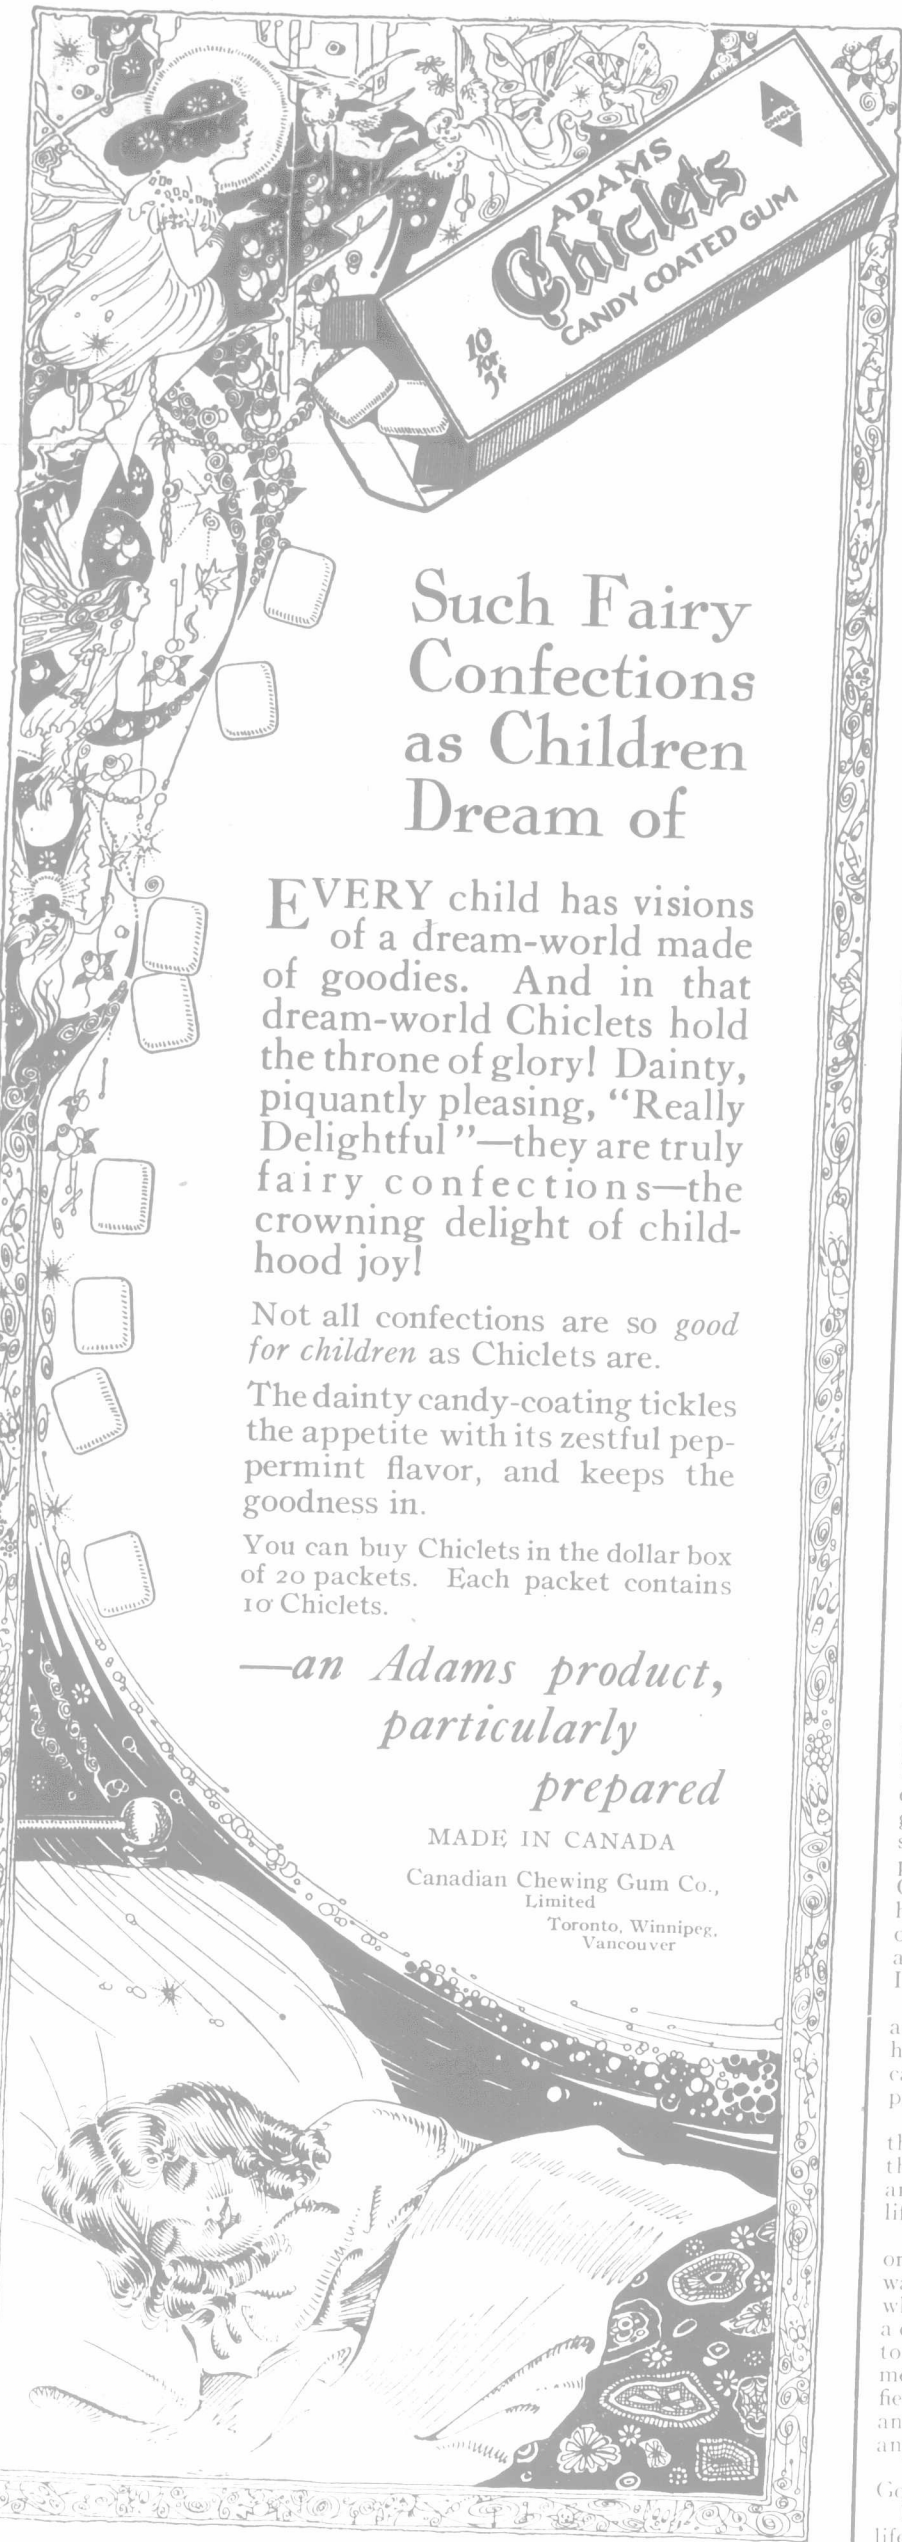 ADAMS
Chiclets
CANDY COATED GUM
CHICLE
10
for
5¢
Such Fairy
Confections
as Children
Dream of
EVERY child has visions
of a dream-world made
of goodies. And in that
dream-world Chiclets hold
the throne of glory! Dainty,
piquantly pleasing, “Really
Delightful”—they are truly
fairy confections—the
crowning delight of child-
hood joy!
Not all confections are so good
for children as Chiclets are.
The dainty candy-coating tickles
the appetite with its zestful pep-
permint flavor, and keeps the
goodness in.
You can buy Chiclets in the dollar box
of 20 packets. Each packet contains
10 Chiclets.
—an Adams product,
particularly
prepared
MADE IN CANADA
Canadian Chewing Gum Co.,
Limited
Toronto, Winnipeg,
Vancouver